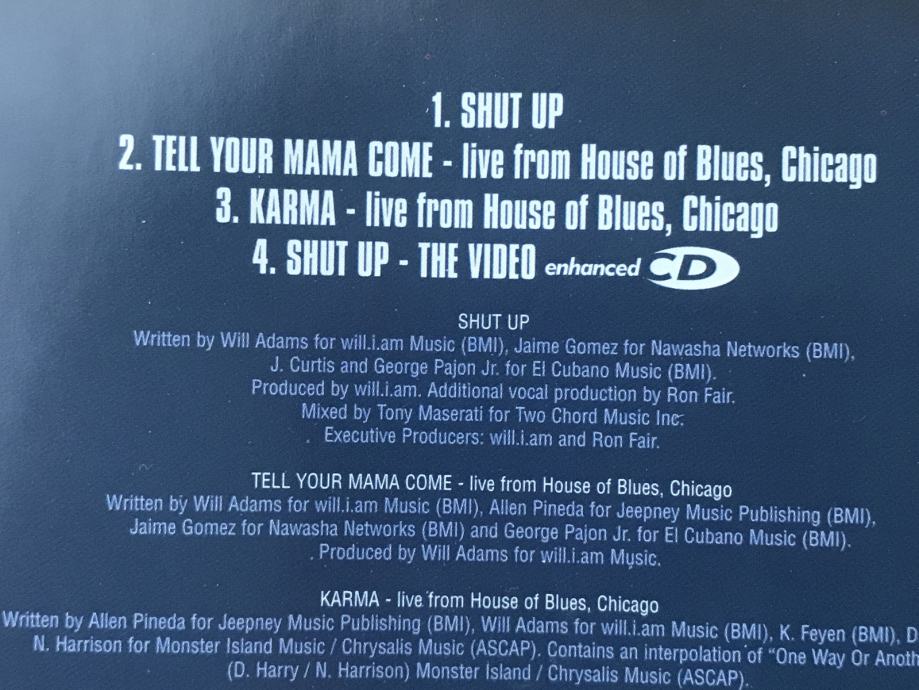 1. SHUT UP
2. TELL YOUR MAMA COME - live from House of Blues, Chicago
3. KARMA - live from House of Blues, Chicago
4. SHUT UP - THE VIDEO enhanced CD
SHUT UP
Written by Will Adams for will.i.am Music (BMI), Jaime Gomez for Nawasha Networks (BMI),
J. Curtis and George Pajon Jr. for El Cubano Music (BMI).
Produced by will.i.am. Additional vocal production by Ron Fair.
Mixed by Tony Maserati for Two Chord Music Inc.
Executive Producers: will.i.am and Ron Fair.
TELL YOUR MAMA COME - live from House of Blues, Chicago
Written by Will Adams for will.i.am Music (BMI), Allen Pineda for Jeepney Music Publishing (BMI),
Jaime Gomez for Nawasha Networks (BMI) and George Pajon Jr. for El Cubano Music (BMI).
Produced by Will Adams for will.i.am Music.
KARMA - live from House of Blues, Chicago
Written by Allen Pineda for Jeepney Music Publishing (BMI), Will Adams for will.i.am Music (BMI), K. Feyen (BMI), D
N. Harrison for Monster Island Music / Chrysalis Music (ASCAP). Contains an interpolation of "One Way Or Anoth
(D. Harry / N. Harrison) Monster Island / Chrysalis Music (ASCAP).